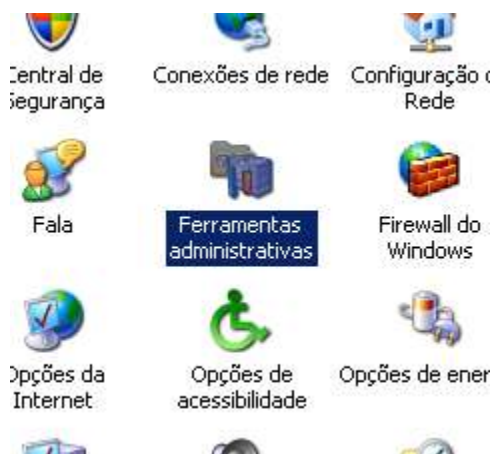 Central de
Segurança
Conexões de rede
Configuração
Rede
Fala
Ferramentas
administrativas
Firewall do
Windows
Opções da
Internet
Opções de
acessibilidade
Opções de ener